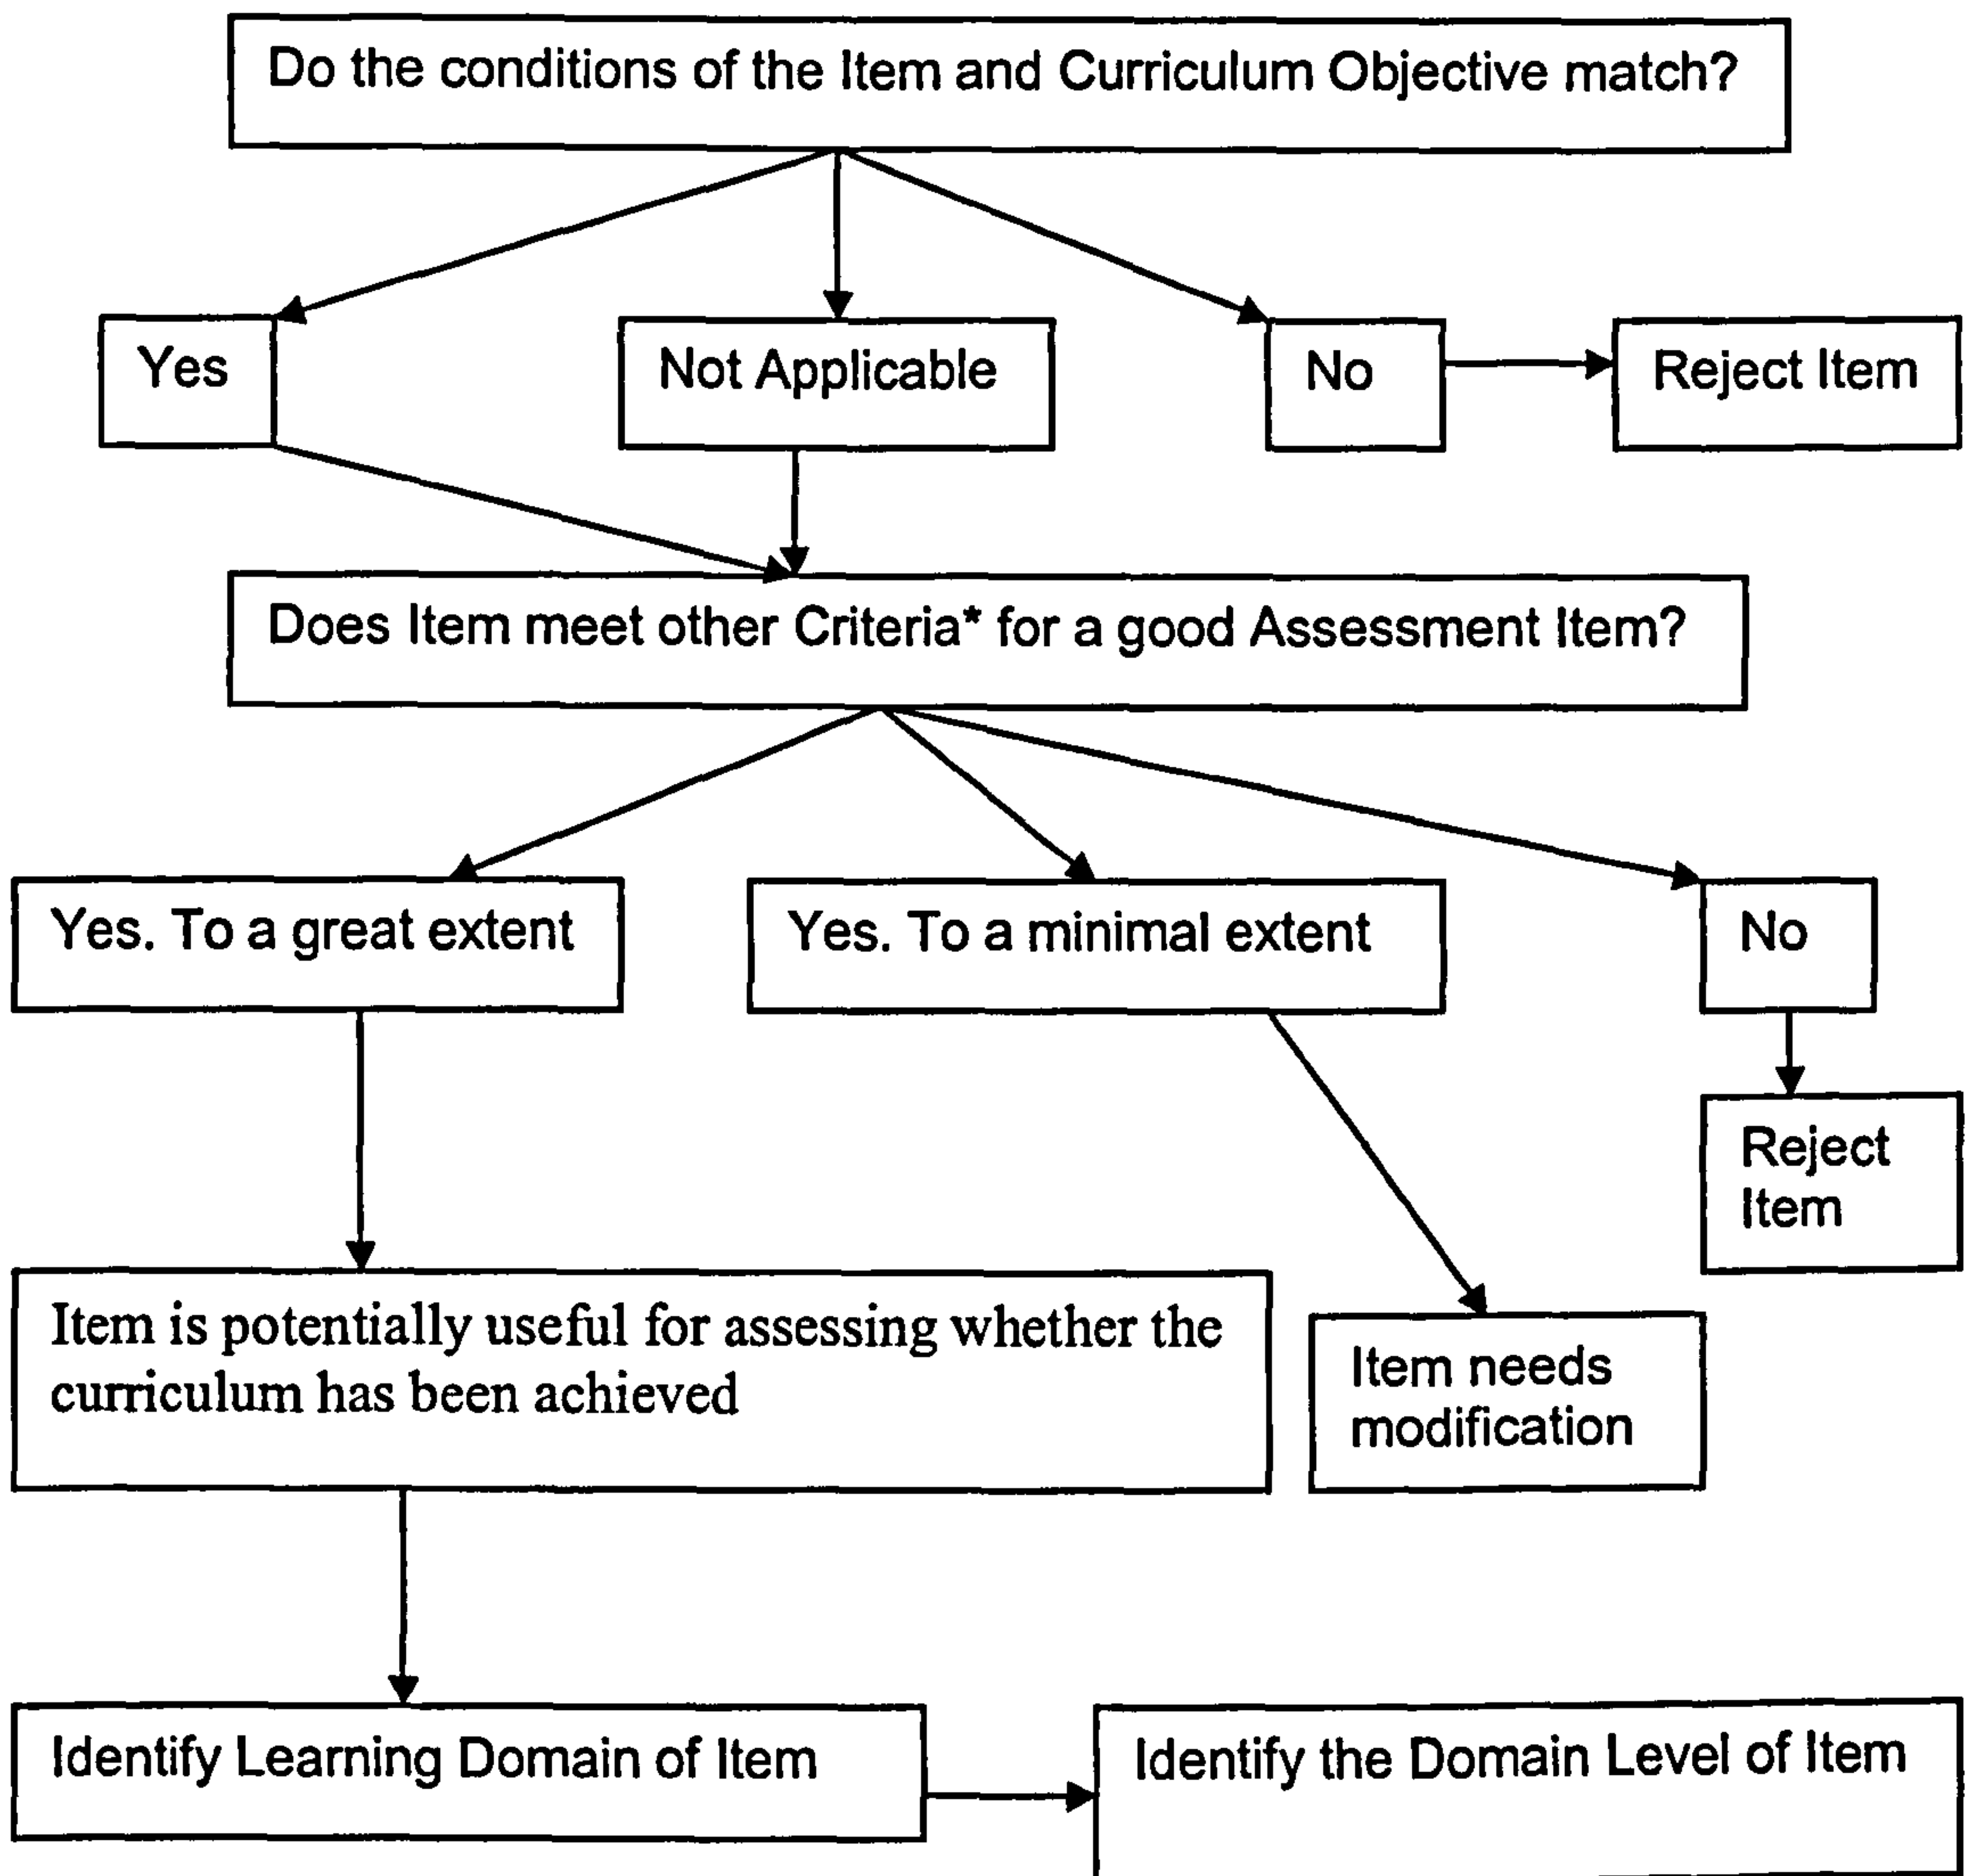 Do the conditions of the Item and Curriculum Objective match?
Yes
Not Applicable
No
Reject Item
Does Item meet other Criteria* for a good Assessment Item?
Yes. To a great extent
Yes. To a minimal extent
No
Reject
Item
Item is potentially useful for assessing whether the
curriculum has been achieved
Item needs
modification
Identify Learning Domain of Item
Identify the Domain Level of Item